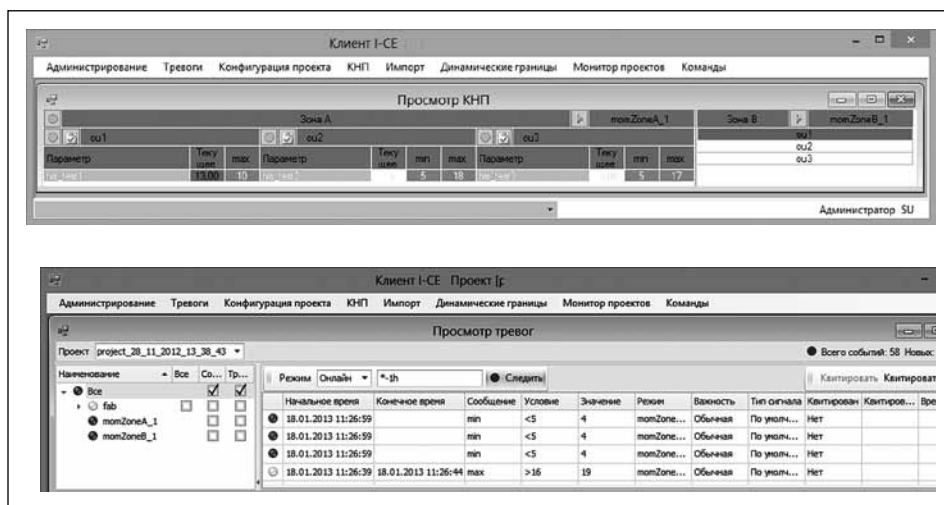 Клиент I-CE
Администрирование Тревоги Конфигурация проекта КНП Импорт Динамические границы Монитор проектов Команды
Просмотр КНП
Зона A momZoneA_1 Зона B momZoneB_1
ou1 ou2 ou3 ou1
ou2
ou3
Параметр Теку щее max Параметр Теку щее min max Параметр Теку щее min max
13.00 10 5 18 5 17
Администратор SU
Клиент I-CE Проект [p
Администрирование Тревоги Конфигурация проекта КНП Импорт Динамические границы Монитор проектов Команды
Просмотр тревог
Проект project_28_11_2012_13_38_43 Всего событий: 58 Новых:
Наименование Все Со... Тр... Режим Онлайн *-1h Следить Квитировать Квитироват
Все
fab
momZoneA_1
momZoneB_1
Начальное время Конечное время Сообщение Условие Значение Режим Важность Тип сигнала Квитирован Квитиров... Вре
18.01.2013 11:26:59 min <5 4 momZone... Обычная По умолч... Нет
18.01.2013 11:26:59 min <5 4 momZone... Обычная По умолч... Нет
18.01.2013 11:26:59 min <5 4 momZone... Обычная По умолч... Нет
18.01.2013 11:26:39 18.01.2013 11:26:44 max >16 19 momZone... Обычная По умолч... Нет